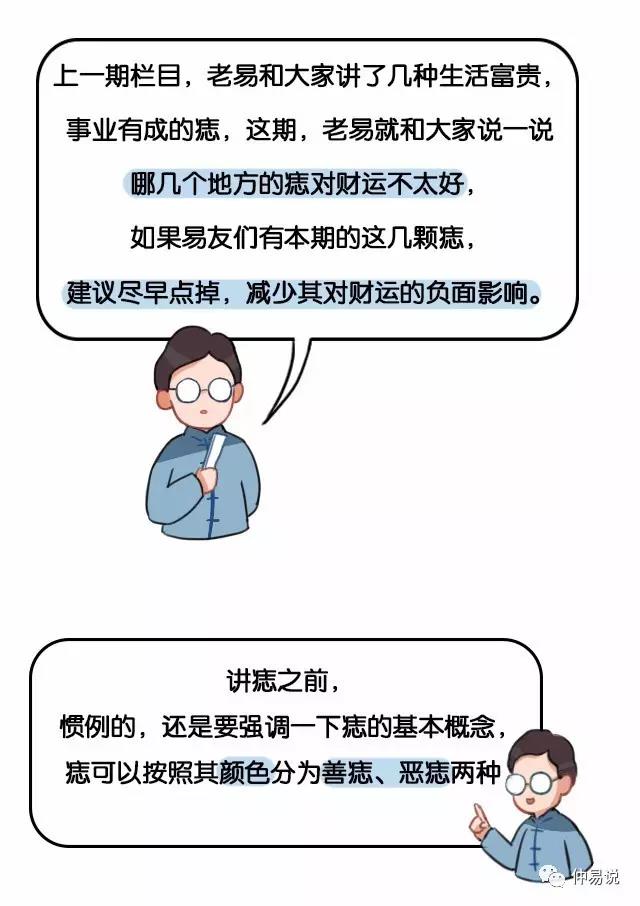 上一期栏目，老易和大家讲了几种生活富贵，
事业有成的痣，这期，老易就和大家说一说
哪几个地方的痣对财运不太好，
如果易友们有本期的这几颗痣，
建议尽早点掉，减少其对财运的负面影响。
讲痣之前，
惯例的，还是要强调一下痣的基本概念，
痣可以按照其颜色分为善痣、恶痣两种
仲易说